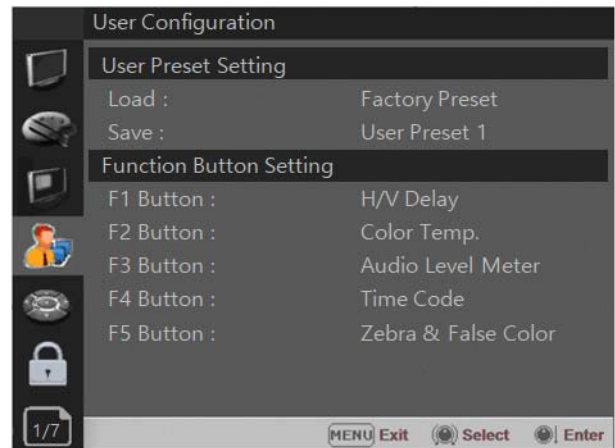 User Configuration
User Preset Setting
Load : Factory Preset
Save : User Preset 1
Function Button Setting
F1 Button : H/V Delay
F2 Button : Color Temp.
F3 Button : Audio Level Meter
F4 Button : Time Code
F5 Button : Zebra & False Color
1/7 MENU Exit Select Enter